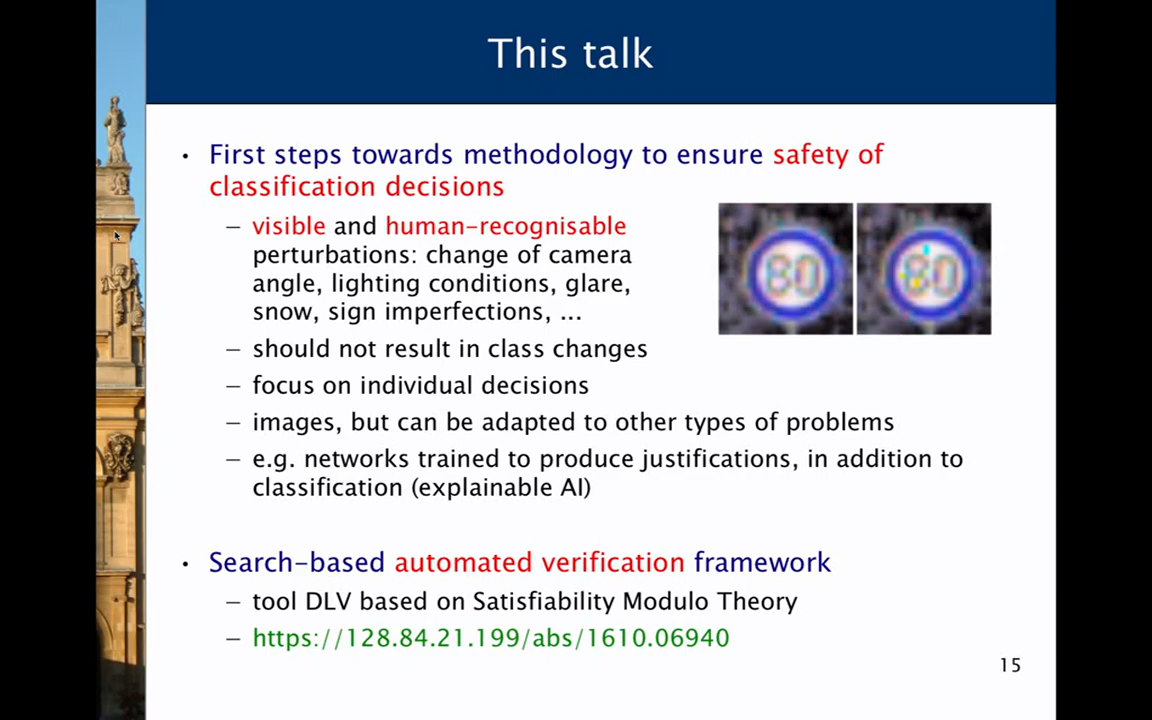 This talk
• First steps towards methodology to ensure safety of
classification decisions
– visible and human-recognisable
perturbations: change of camera
angle, lighting conditions, glare,
snow, sign imperfections, ...
– should not result in class changes
– focus on individual decisions
– images, but can be adapted to other types of problems
– e.g. networks trained to produce justifications, in addition to
classification (explainable AI)
80 80
• Search-based automated verification framework
– tool DLV based on Satisfiability Modulo Theory
– https://128.84.21.199/abs/1610.06940
15